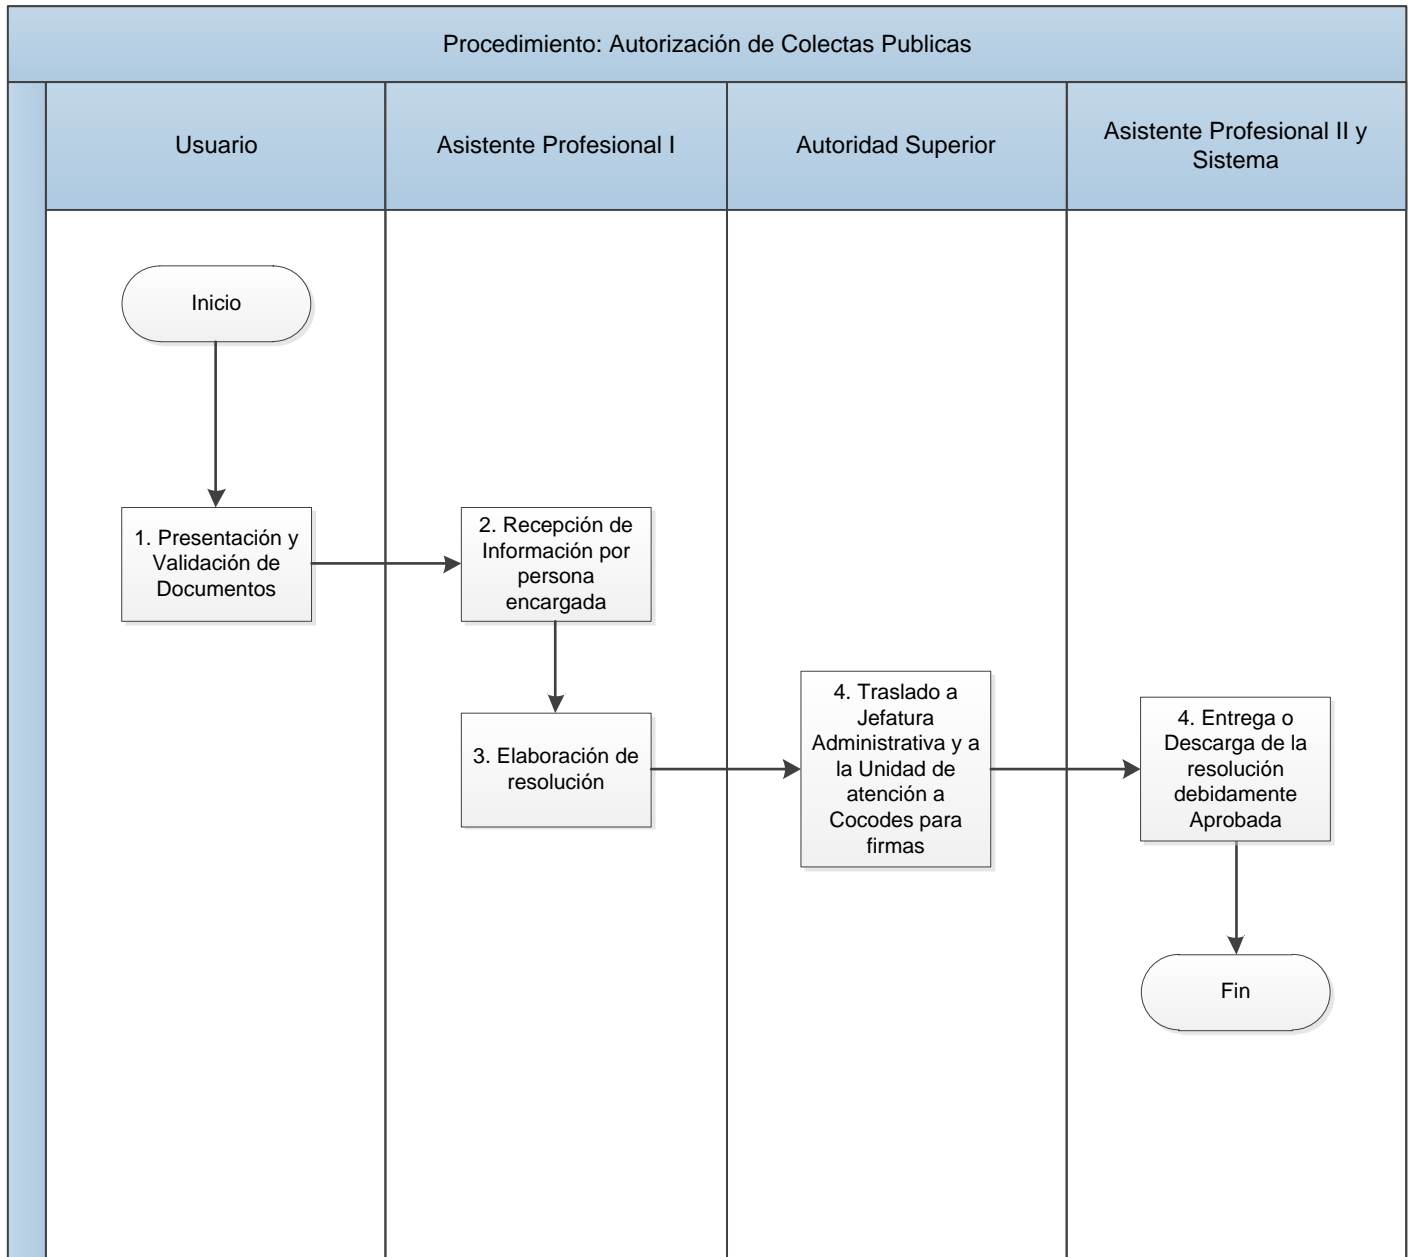 Procedimiento: Autorización de Colectas Publicas
Usuario
Asistente Profesional I
Autoridad Superior
Asistente Profesional II y
Sistema
Inicio
1. Presentación y
Validación de
Documentos
2. Recepción de
Información por
persona
encargada
3. Elaboración de
resolución
4. Traslado a
Jefatura
Administrativa y a
la Unidad de
atención a
Cocodes para
firmas
4. Entrega o
Descarga de la
resolución
debidamente
Aprobada
Fin